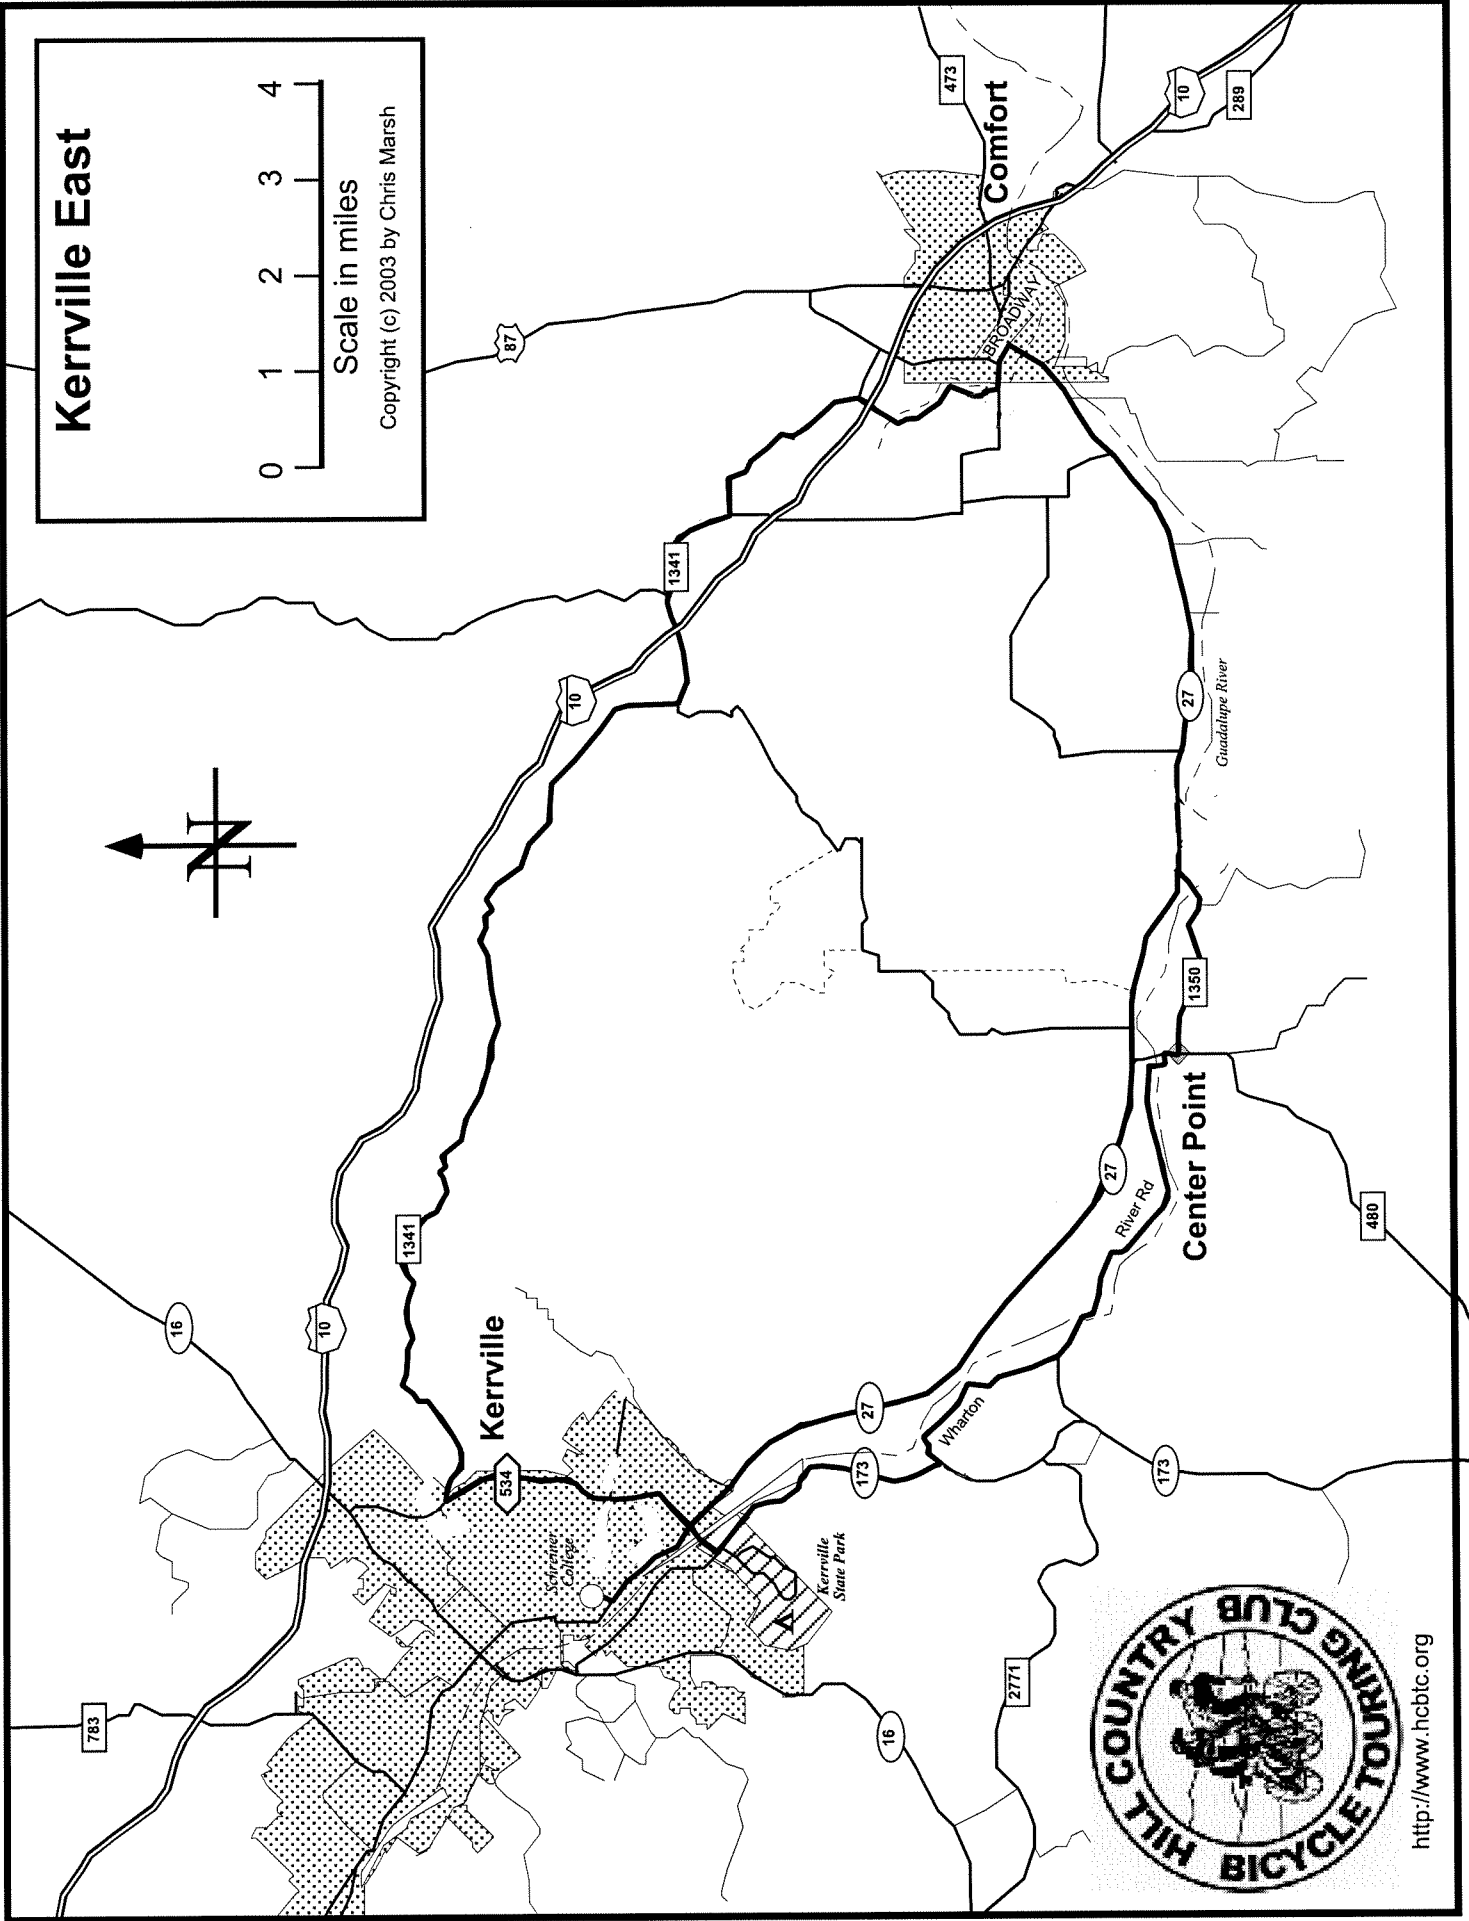 Kerrville East
0 1 2 3 4
Scale in miles
Copyright (c) 2003 by Chris Marsh
N
473
Comfort
10
289
BROADWAY
87
1341
10
27
Guadalupe River
1350
Center Point
27
River Rd
480
1341
10
16
Kerrville
534
27
Wharton
173
173
Schreiner
College
Kerrville
State Park
783
16
2771
HILL COUNTRY BICYCLE TOURING CLUB
http://www.hcbtc.org